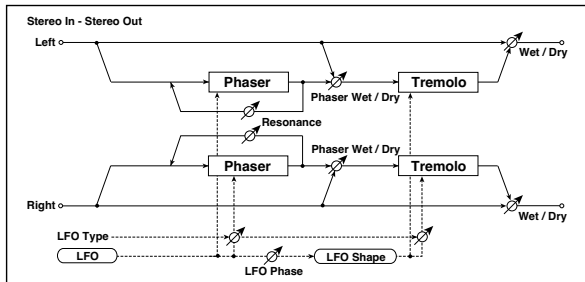 Stereo In - Stereo Out
Left
Wet / Dry
Phaser
Tremolo
Phaser Wet / Dry
Resonance
Phaser Wet / Dry
Phaser
Tremolo
Right
Wet / Dry
LFO Type
LFO
LFO Shape
LFO Phase